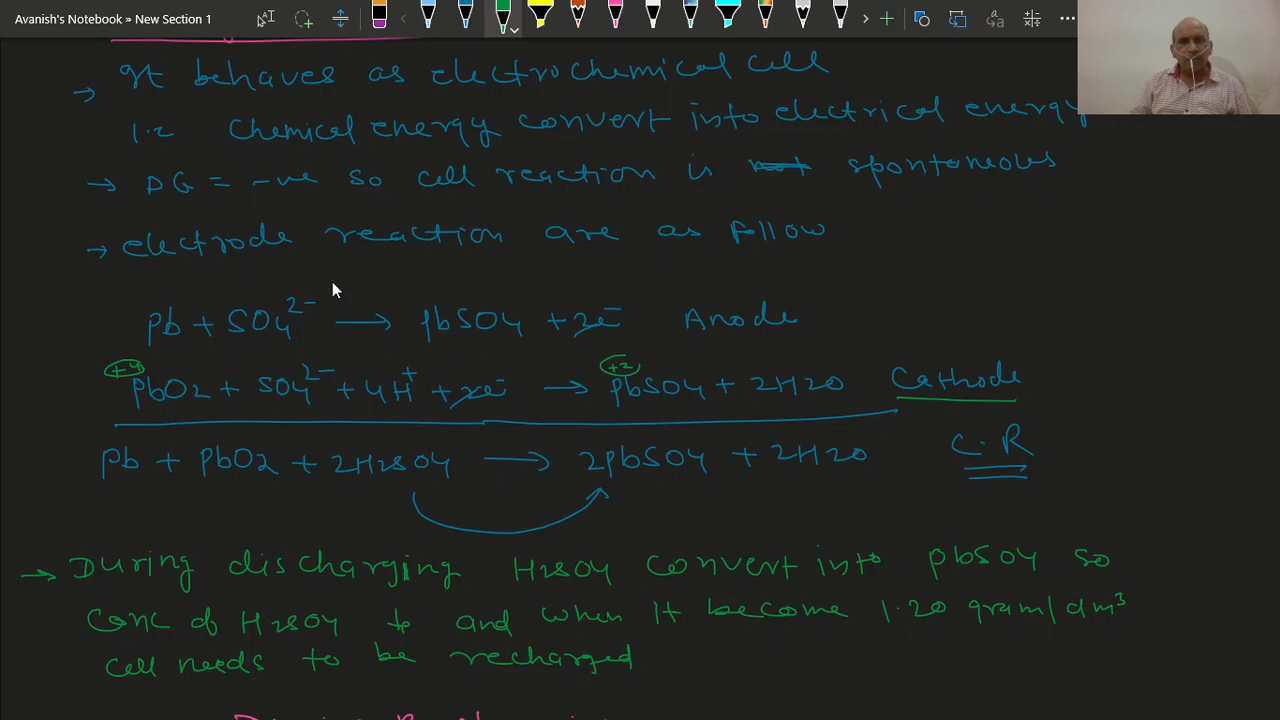 Avanish's Notebook » New Section 1
→ It behaves as electrochemical cell
i.e chemical energy convert into electrical energy
→ DG = -ve so cell reaction is not spontaneous
→ electrode reaction are as follow
Pb + SO4²⁻ → PbSO4 + 2e⁻ Anode
+4 +2
PbO2 + SO4²⁻ + 4H⁺ + 2e⁻ → PbSO4 + 2H2O Cathode
Pb + PbO2 + 2H2SO4 → 2PbSO4 + 2H2O C.R
→ During discharging H2SO4 convert into PbSO4 so
Conc of H2SO4 ↓ and when it become 1.20 gram/dm³
cell needs to be recharged